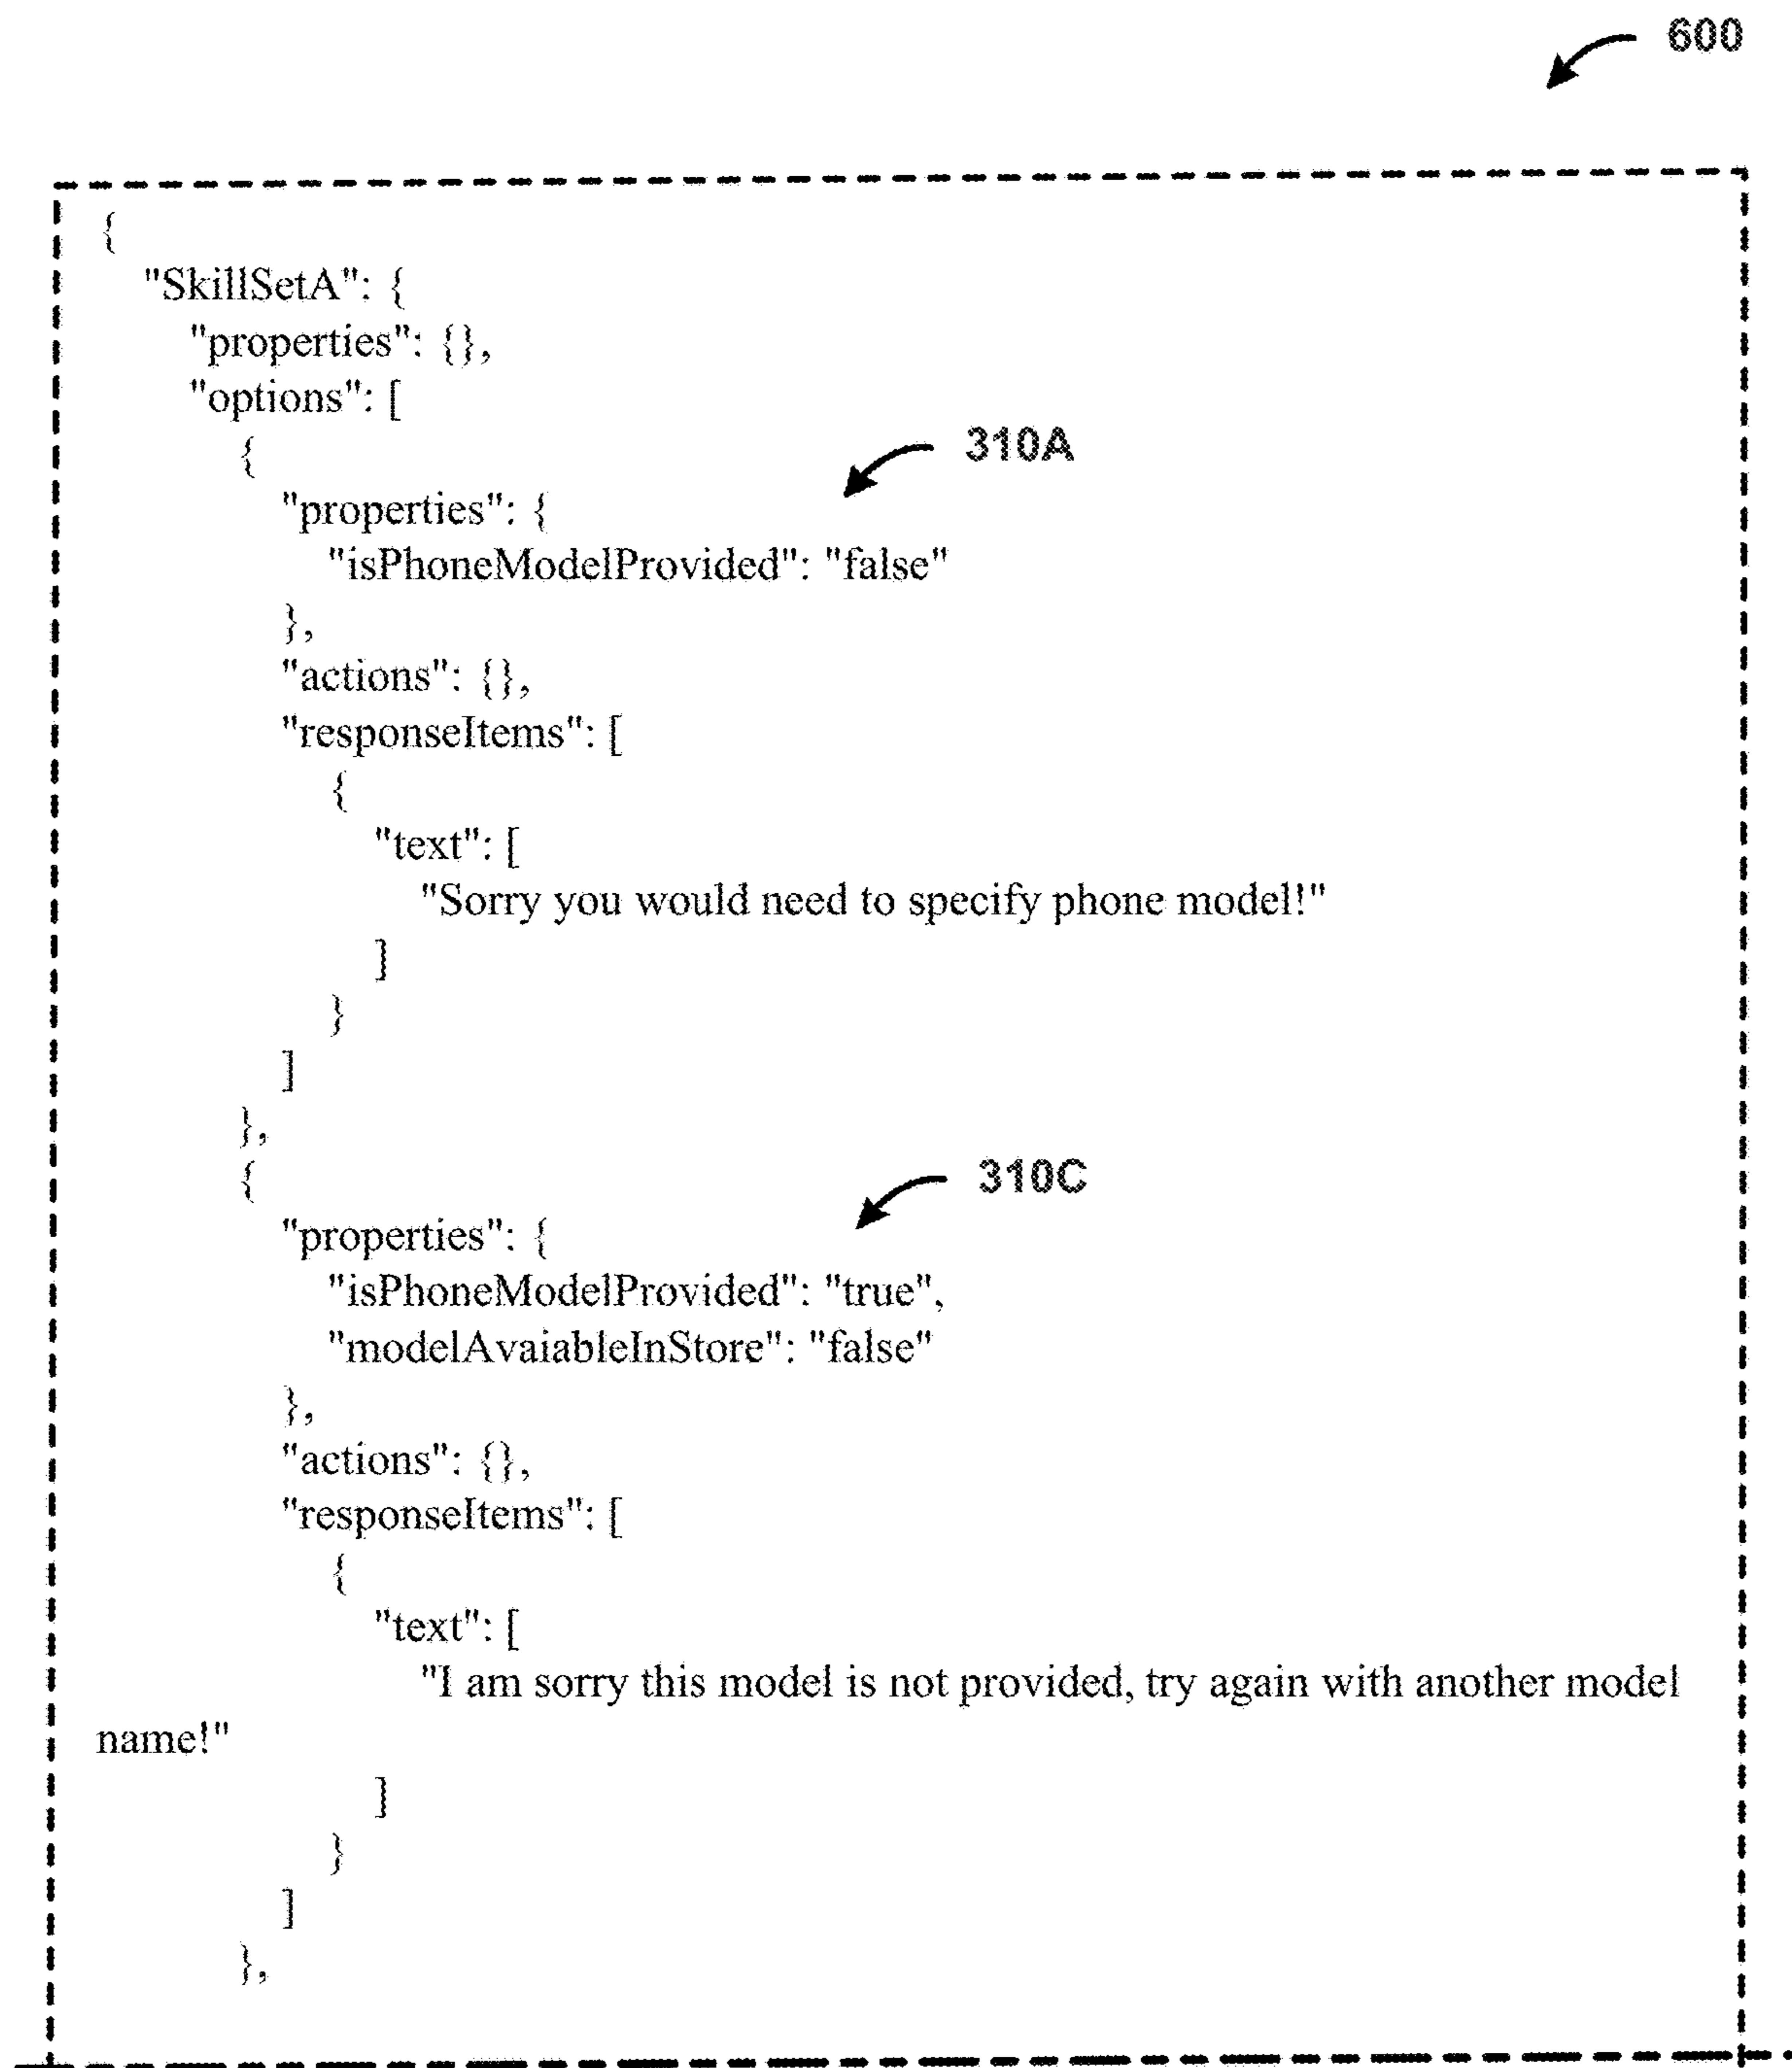 600
{
"SkillSetA": {
"properties": {},
"options": [
{
310A
"properties": {
"isPhoneModelProvided": "false"
},
"actions": {},
"responseItems": [
{
"text": [
"Sorry you would need to specify phone model!"
]
}
]
},
{
310C
"properties": {
"isPhoneModelProvided": "true",
"modelAvaiableInStore": "false"
},
"actions": {},
"responseItems": [
{
"text": [
"I am sorry this model is not provided, try again with another model
name!"
]
}
]
},